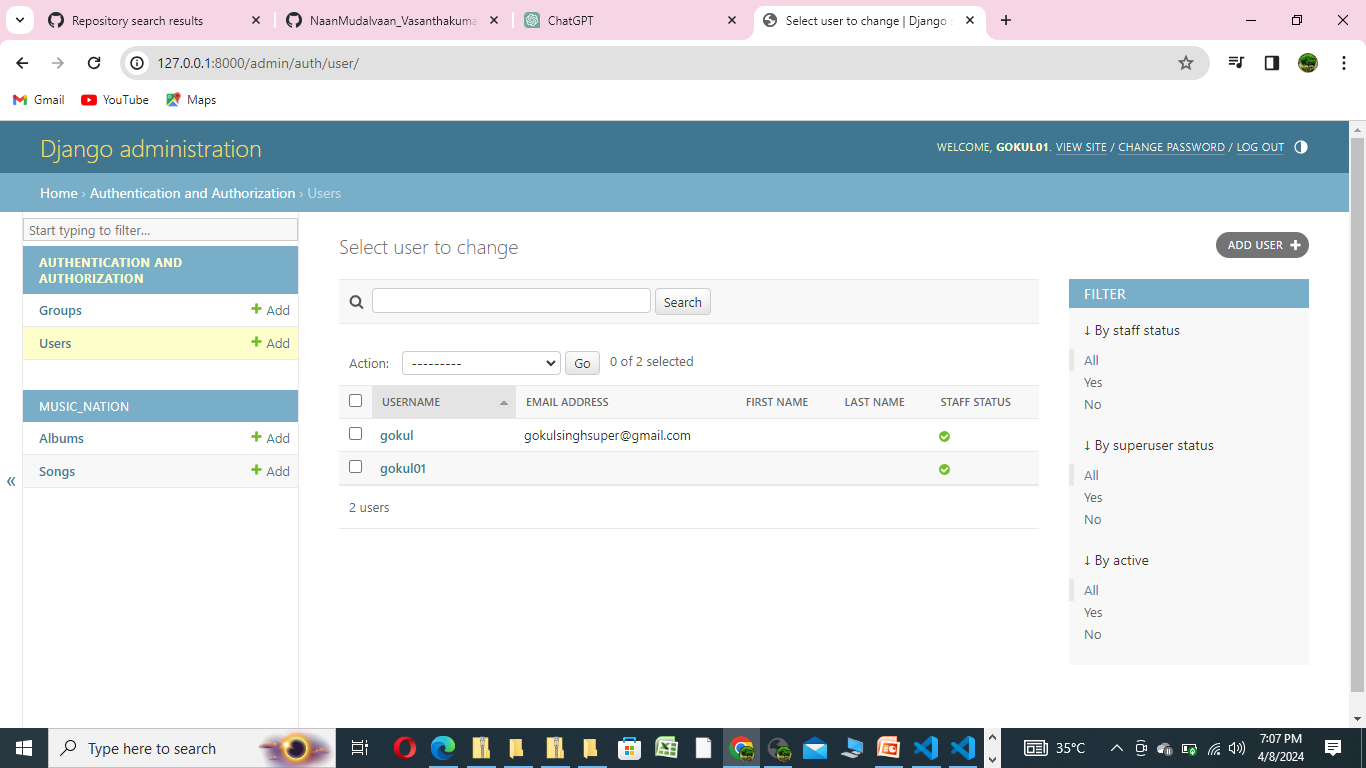 Repository search results
NaanMudalvaan_Vasanthakuma
ChatGPT
Select user to change | Django s
127.0.0.1:8000/admin/auth/user/
Gmail
YouTube
Maps
Django administration
WELCOME, GOKUL01. VIEW SITE / CHANGE PASSWORD / LOG OUT
Home › Authentication and Authorization › Users
Start typing to filter...
AUTHENTICATION AND
AUTHORIZATION
Groups
Add
Users
Add
MUSIC_NATION
Albums
Add
Songs
Add
«
Select user to change
ADD USER
Search
Action:
---------
Go
0 of 2 selected
USERNAME
EMAIL ADDRESS
FIRST NAME
LAST NAME
STAFF STATUS
gokul
gokulsinghsuper@gmail.com
gokul01
2 users
FILTER
↓ By staff status
All
Yes
No
↓ By superuser status
All
Yes
No
↓ By active
All
Yes
No
Type here to search
35°C
7:07 PM
4/8/2024